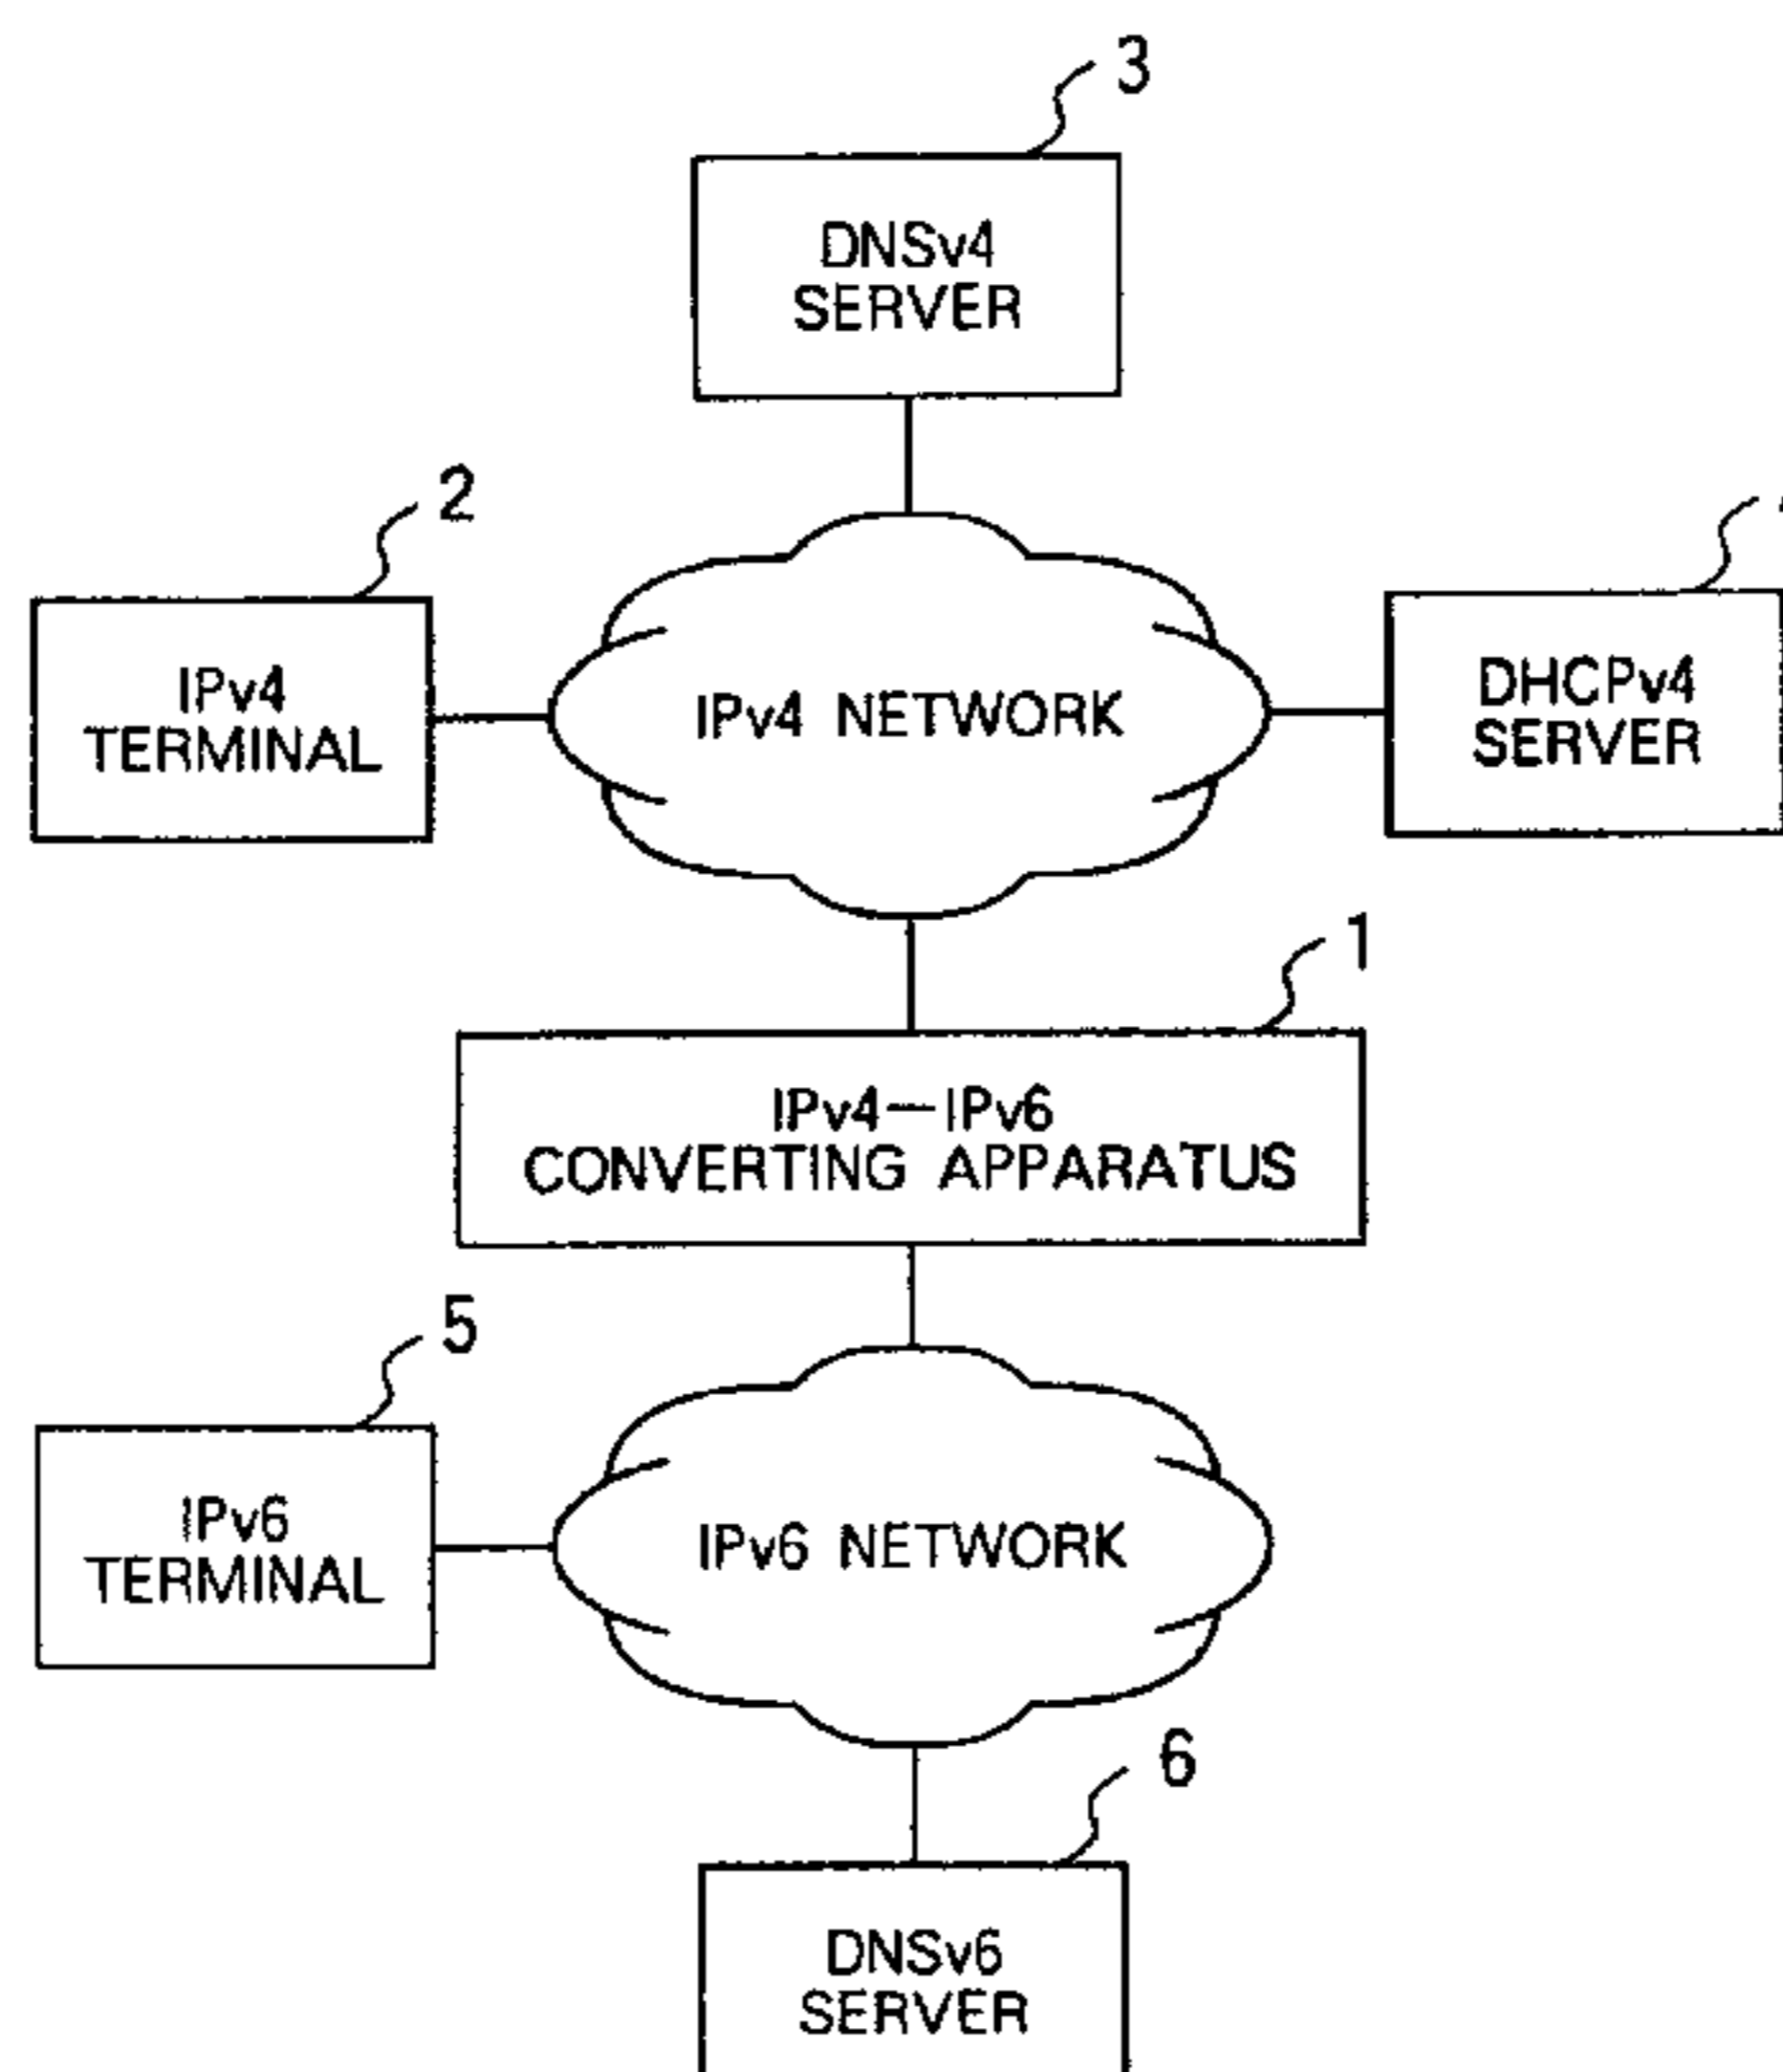 3
DNSv4
SERVER
2
IPv4
TERMINAL
IPv4 NETWORK
DHCPv4
SERVER
1
IPv4—IPv6
CONVERTING APPARATUS
5
IPv6
TERMINAL
IPv6 NETWORK
6
DNSv6
SERVER